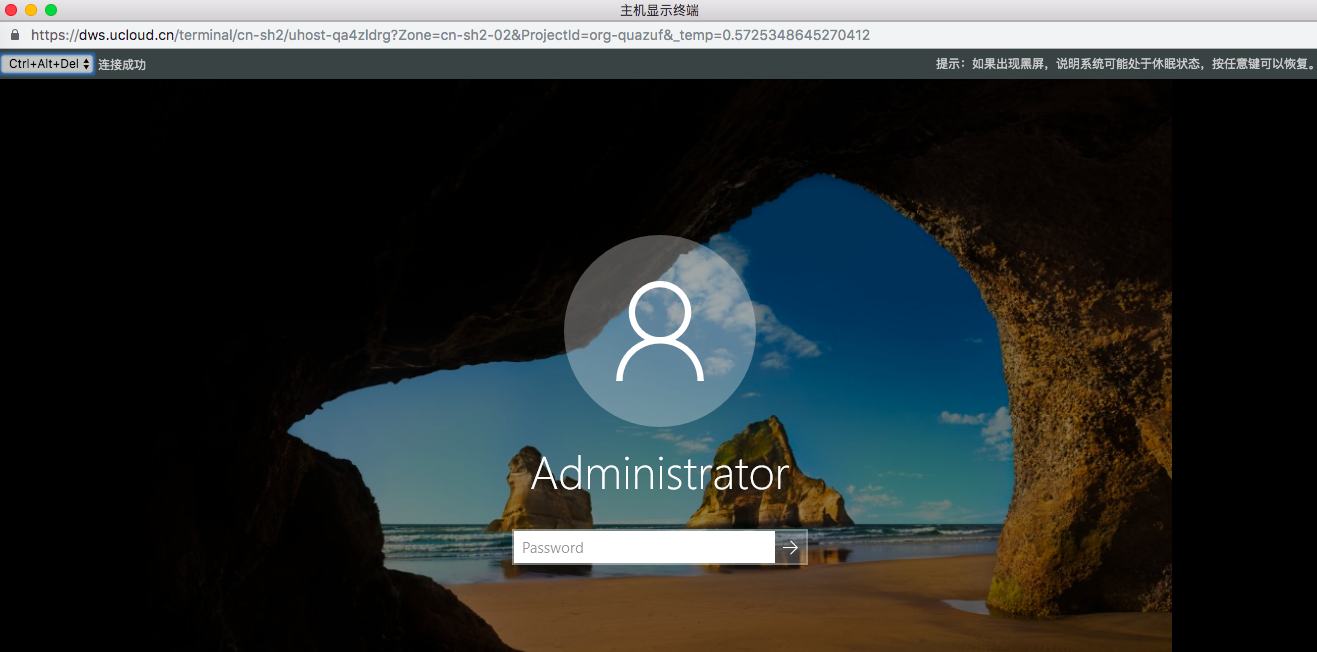 主机显示终端
https://dws.ucloud.cn/terminal/cn-sh2/uhost-qa4zldrg?Zone=cn-sh2-02&ProjectId=org-quazuf&_temp=0.5725348645270412
Ctrl+Alt+Del 连接成功 提示：如果出现黑屏，说明系统可能处于休眠状态，按任意键可以恢复。
Administrator
Password